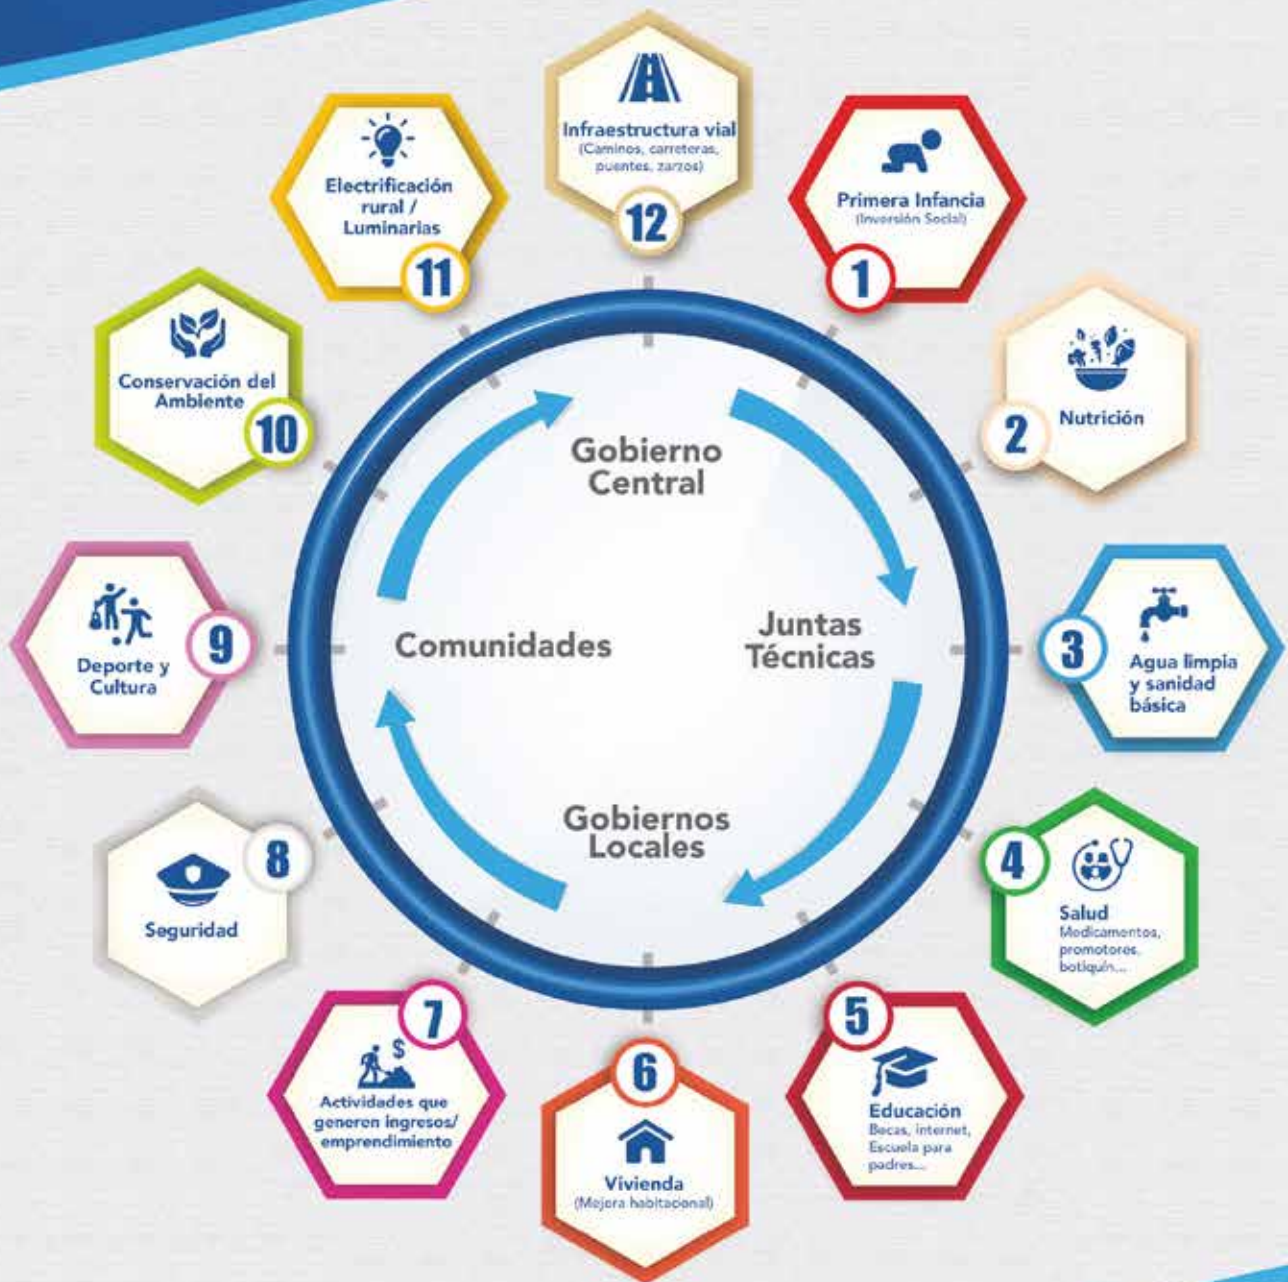 Infraestructura vial
(Caminos, carreteras,
puentes, zarzos)
12
Primera Infancia
(Inversión Social)
1
Nutrición
2
Agua limpia
y sanidad
básica
3
4
Salud
Medicamentos,
promotores,
botiquín...
5
Educación
Becas, internet,
Escuela para
padres...
6
Vivienda
(Mejora habitacional)
7
$
Actividades que
generen ingresos/
emprendimiento
8
Seguridad
9
Deporte y
Cultura
Conservación del
Ambiente
10
Electrificación
rural /
Luminarias
11
Gobierno
Central
Juntas
Técnicas
Gobiernos
Locales
Comunidades